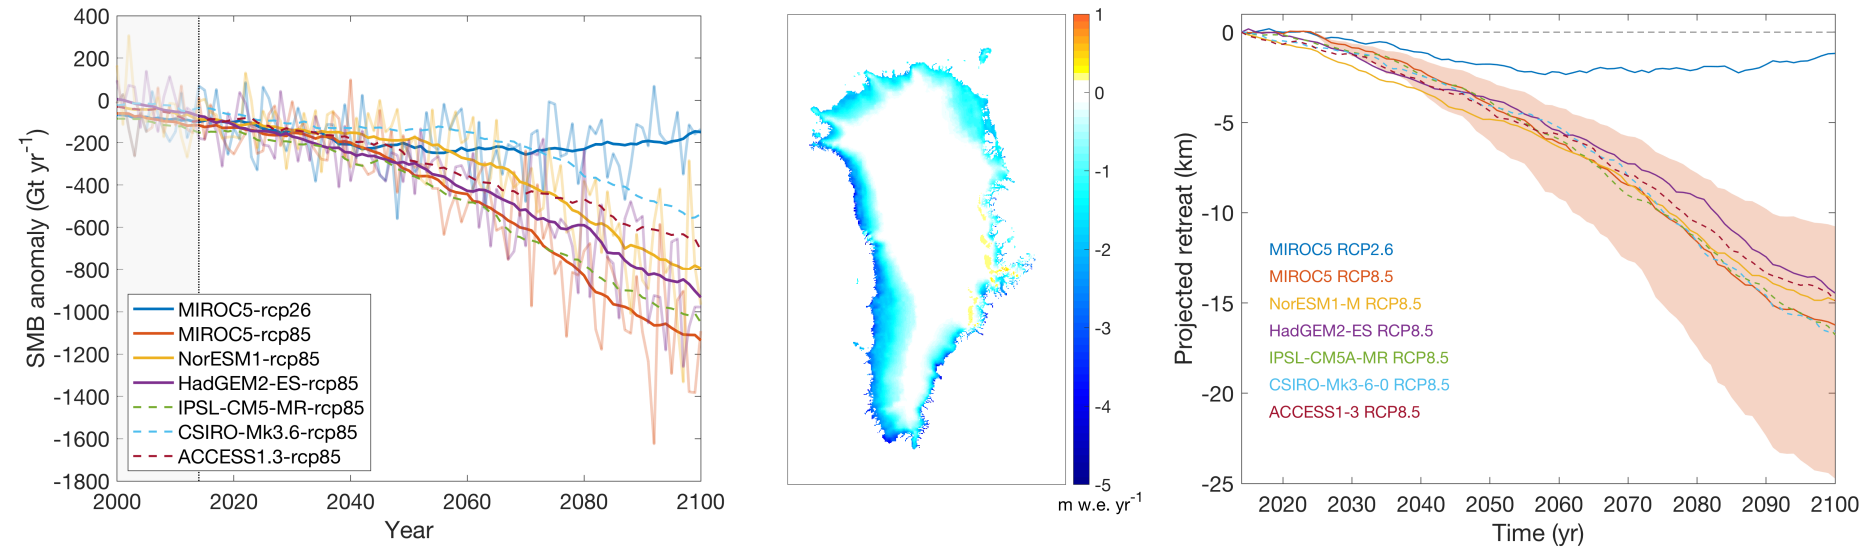 400
200
0
-200
-400
-600
-800
-1000
-1200
-1400
-1600
-1800
SMB anomaly (Gt yr-1)
MIROC5-rcp26
MIROC5-rcp85
NorESM1-rcp85
HadGEM2-ES-rcp85
IPSL-CM5-MR-rcp85
CSIRO-Mk3.6-rcp85
ACCESS1.3-rcp85
2000 2020 2040 2060 2080 2100
Year
1
0
-1
-2
-3
-4
-5
m w.e. yr-1
0
-5
-10
-15
-20
-25
Projected retreat (km)
MIROC5 RCP2.6
MIROC5 RCP8.5
NorESM1-M RCP8.5
HadGEM2-ES RCP8.5
IPSL-CM5A-MR RCP8.5
CSIRO-Mk3-6-0 RCP8.5
ACCESS1-3 RCP8.5
2020 2030 2040 2050 2060 2070 2080 2090 2100
Time (yr)